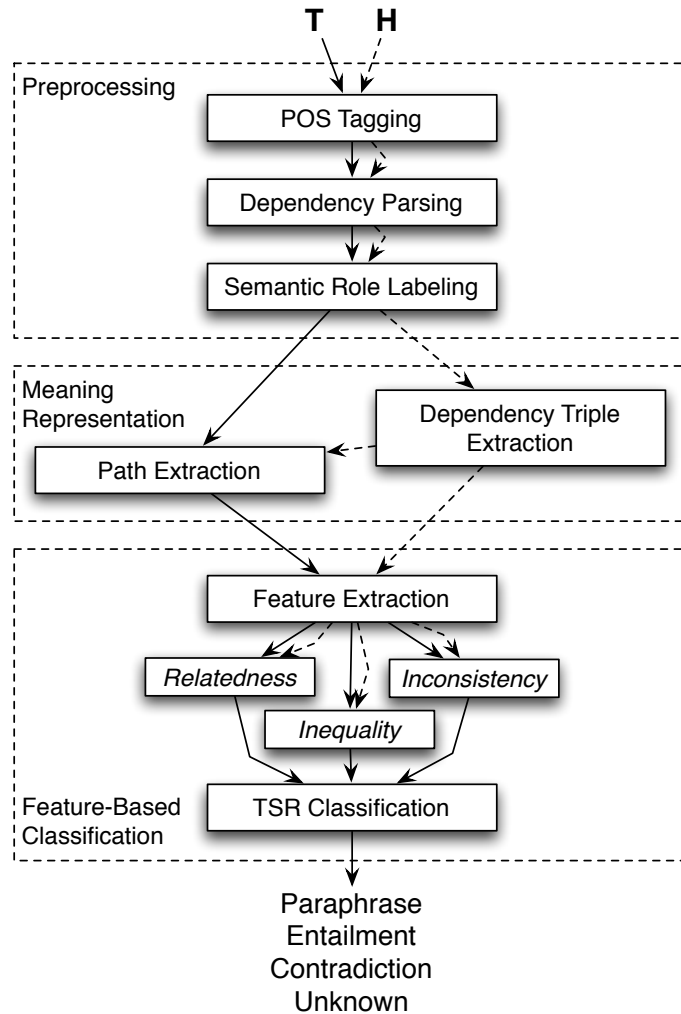 T H
Preprocessing
POS Tagging
Dependency Parsing
Semantic Role Labeling
Meaning
Representation
Dependency Triple
Extraction
Path Extraction
Feature Extraction
Relatedness
Inconsistency
Inequality
TSR Classification
Feature-Based
Classification
Paraphrase
Entailment
Contradiction
Unknown